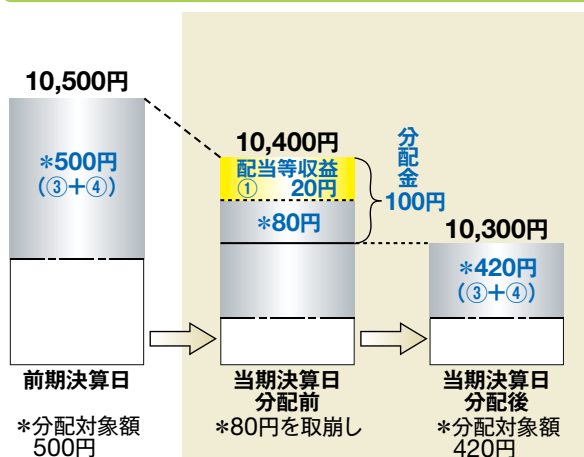 10,500円
＊500円
（③＋④）
前期決算日
＊分配対象額
500円
10,400円
配当等収益
① 20円
＊80円
分配金
100円
当期決算日
分配前
＊80円を取崩し
10,300円
＊420円
（③＋④）
当期決算日
分配後
＊分配対象額
420円